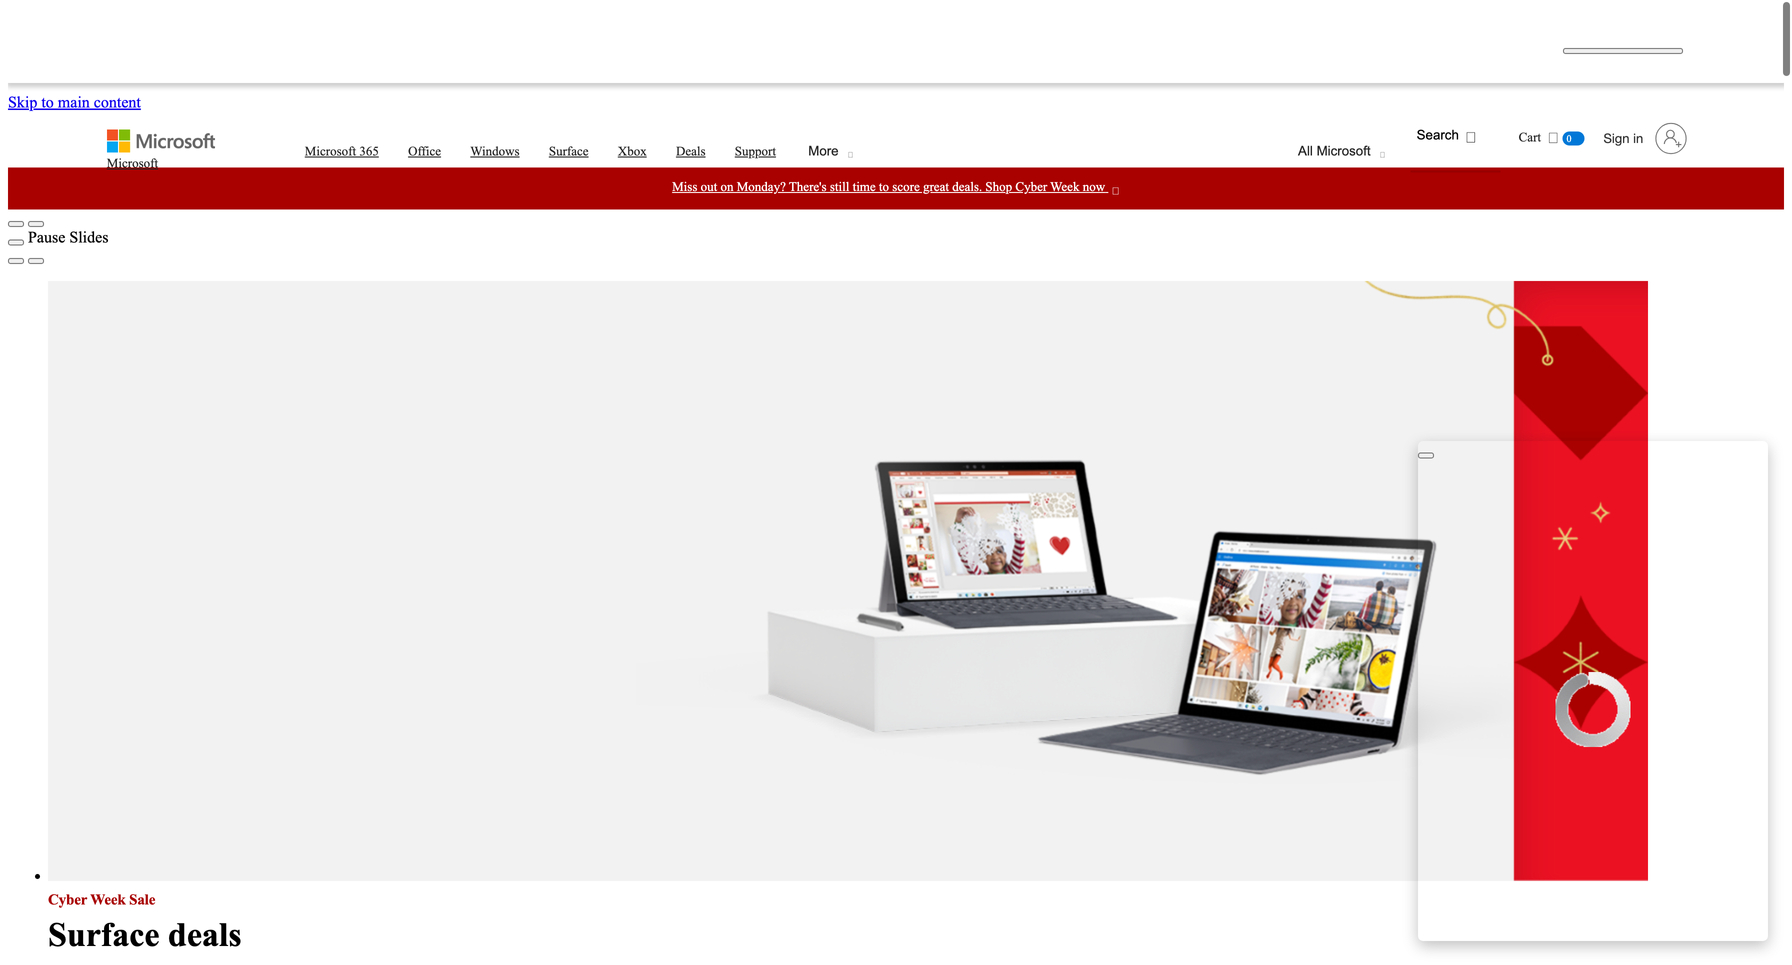 Skip to main content
Microsoft
Microsoft
Microsoft 365 Office Windows Surface Xbox Deals Support More
All Microsoft
Search
Cart 0
Sign in
Miss out on Monday? There's still time to score great deals. Shop Cyber Week now
Pause Slides
Cyber Week Sale
Surface deals